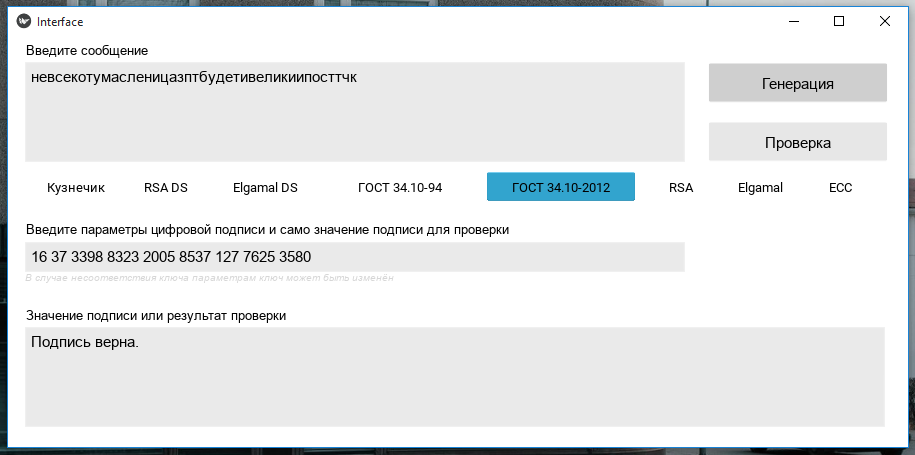 Interface
Введите сообщение
невсекотумасленицазптбудетивеликиипосттчк
Генерация
Проверка
Кузнечик RSA DS Elgamal DS ГОСТ 34.10-94 ГОСТ 34.10-2012 RSA Elgamal ECC
Введите параметры цифровой подписи и само значение подписи для проверки
16 37 3398 8323 2005 8537 127 7625 3580
В случае несоответствия ключа параметрам ключ может быть изменён
Значение подписи или результат проверки
Подпись верна.